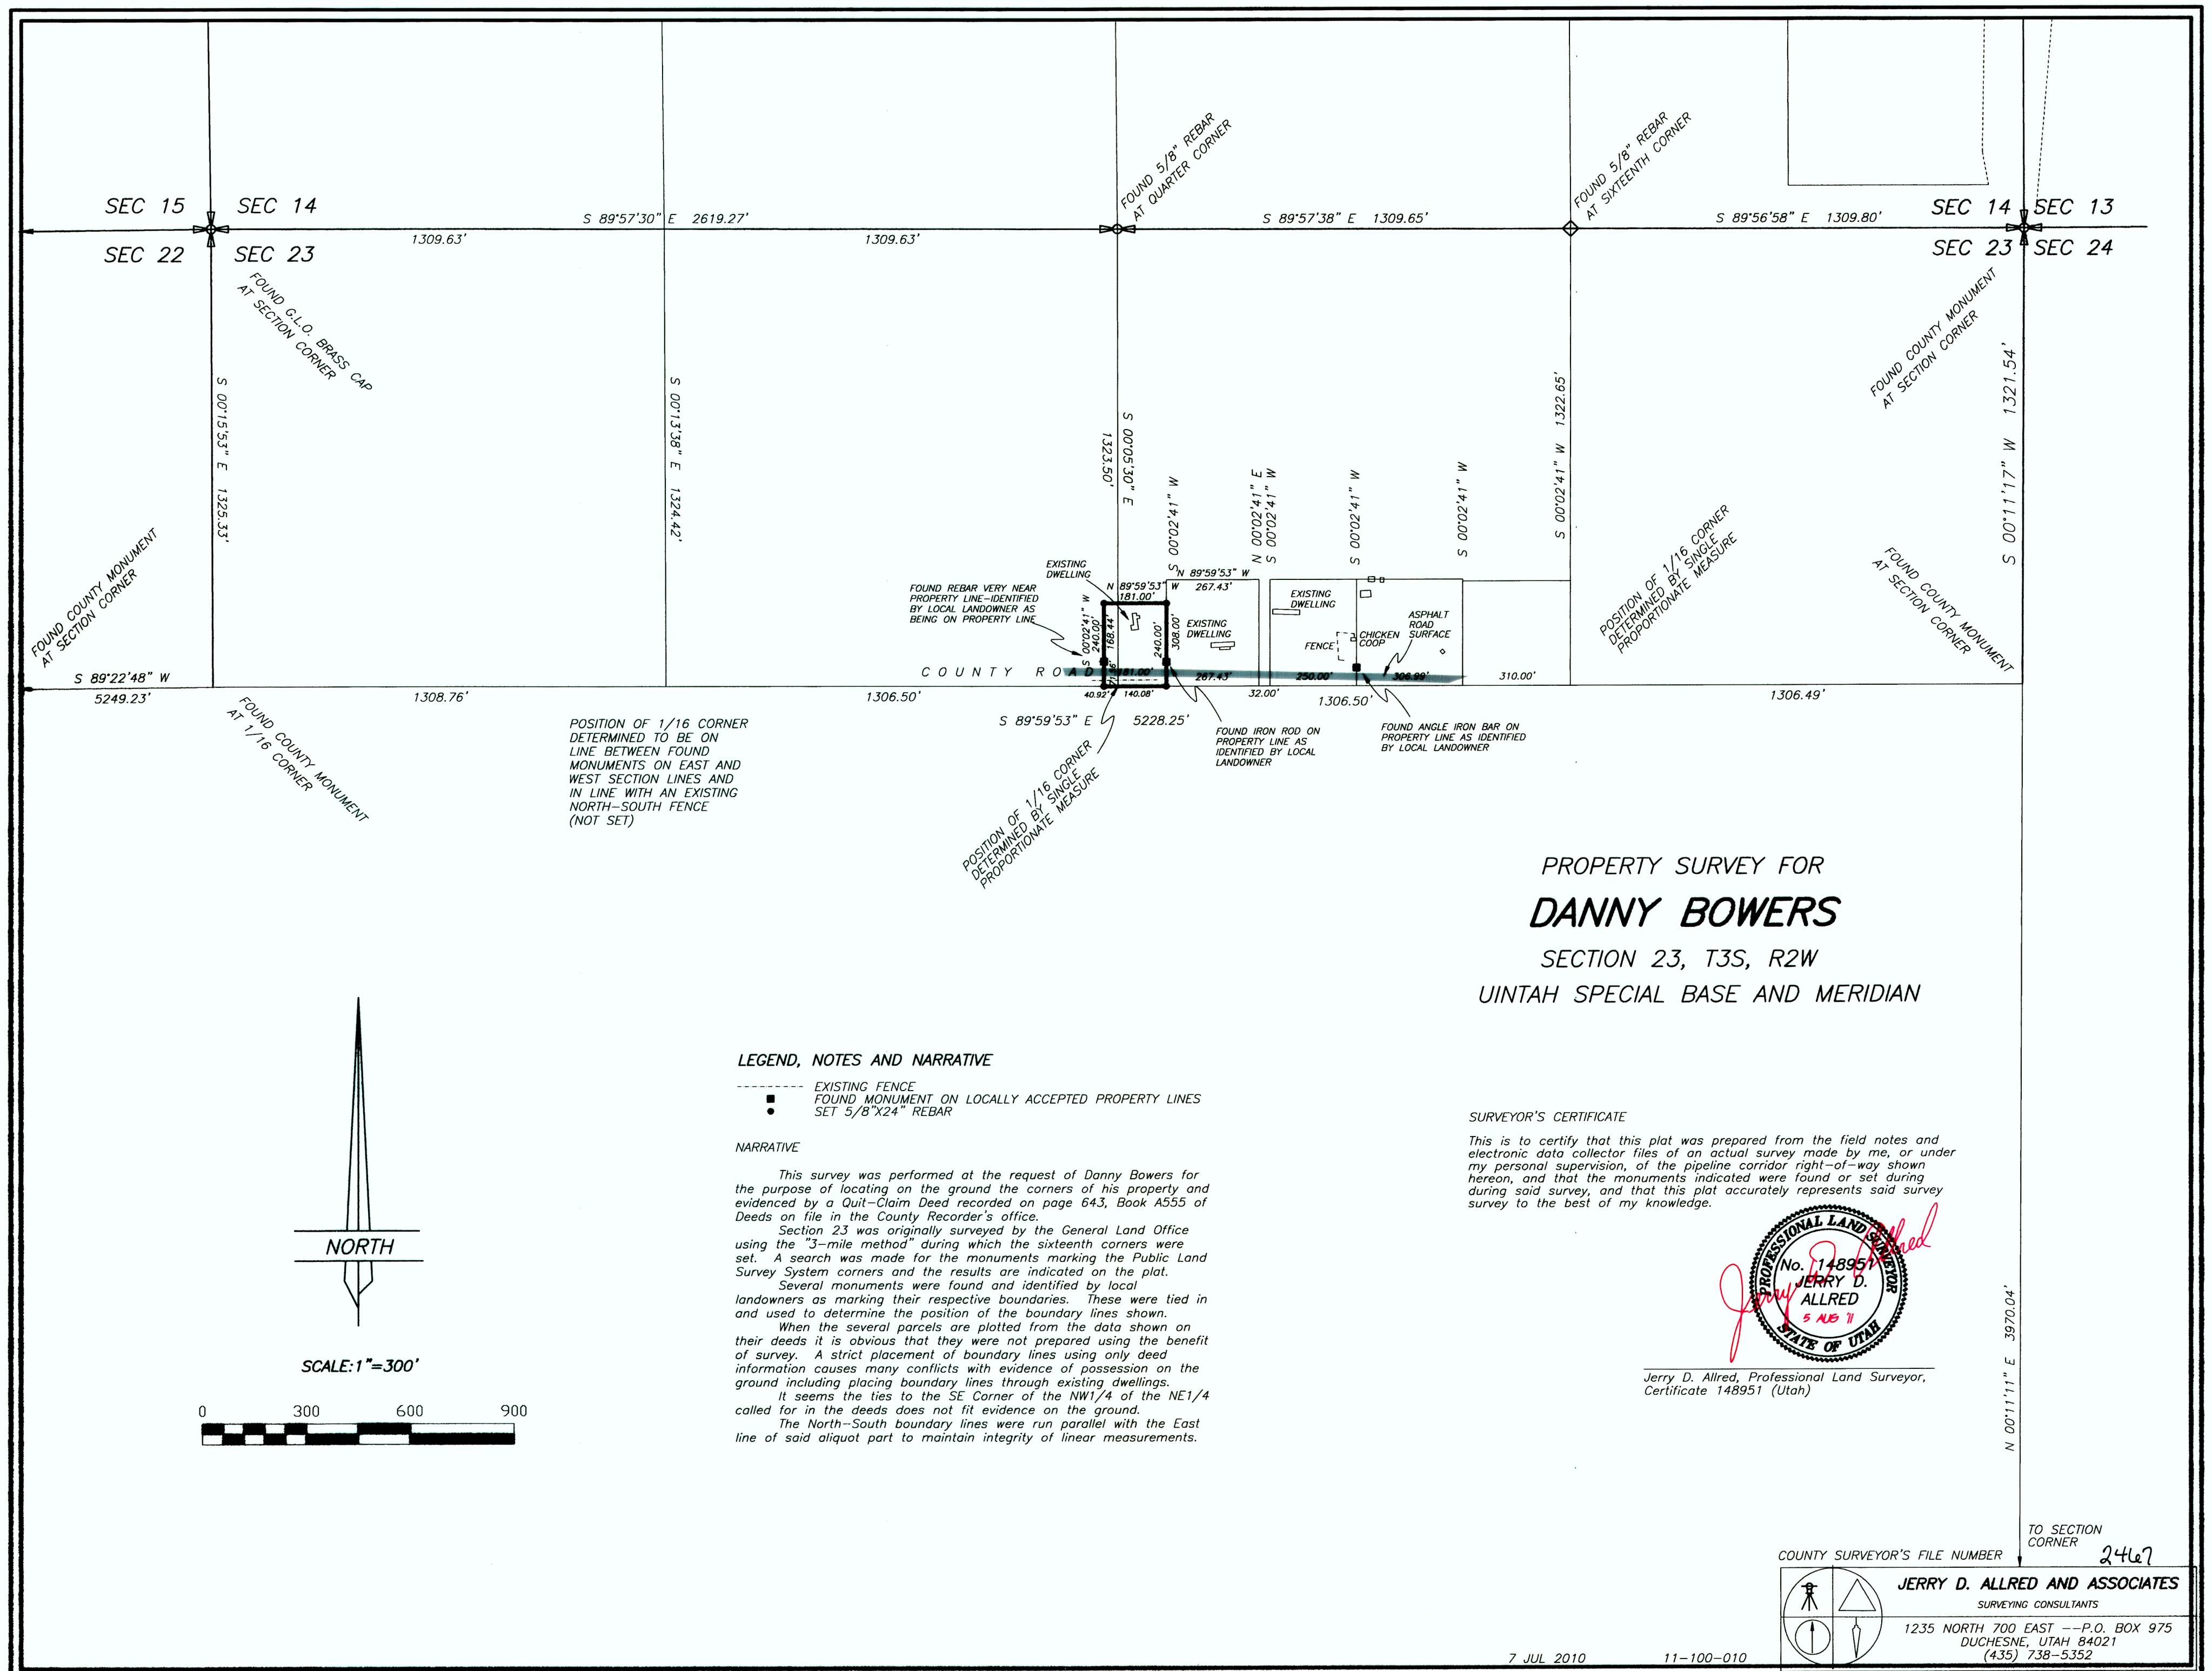 FOUND 5/8" REBAR
AT QUARTER CORNER
FOUND 5/8" REBAR
AT SIXTEENTH CORNER
SEC 15
SEC 14
S 89°57'30" E 2619.27'
S 89°57'38" E 1309.65'
S 89°56'58" E 1309.80'
SEC 14
SEC 13
1309.63'
1309.63'
SEC 22
SEC 23
SEC 23
SEC 24
FOUND G.L.O. BRASS CAP
AT SECTION CORNER
FOUND COUNTY MONUMENT
AT SECTION CORNER
S 00°15'53" E 1325.33'
S 00°13'38" E 1324.42'
S 00°05'30" E
1323.50'
S 00°02'41" W
N 00°02'41" E
S 00°02'41" W
S 00°02'41" W
S 00°02'41" W
S 00°02'41" W 1322.65'
S 00°11'17" W 1321.54'
FOUND COUNTY MONUMENT
AT SECTION CORNER
POSITION OF 1/16 CORNER
DETERMINED BY SINGLE
PROPORTIONATE MEASURE
FOUND COUNTY MONUMENT
AT SECTION CORNER
EXISTING
DWELLING
N 89°59'53" W
267.43'
N 89°59'53" W
181.00'
FOUND REBAR VERY NEAR
PROPERTY LINE-IDENTIFIED
BY LOCAL LANDOWNER AS
BEING ON PROPERTY LINE
S 00°02'41" W
240.00'
168.44'
240.00'
308.00'
EXISTING
DWELLING
EXISTING
DWELLING
FENCE
CHICKEN
COOP
ASPHALT
ROAD
SURFACE
COUNTY ROAD
181.00'
267.43'
250.00'
306.99'
310.00'
S 89°22'48" W
5249.23'
1308.76'
1306.50'
40.92'
140.08'
32.00'
1306.50'
1306.49'
S 89°59'53" E 5228.25'
FOUND COUNTY MONUMENT
AT 1/16 CORNER
POSITION OF 1/16 CORNER
DETERMINED TO BE ON
LINE BETWEEN FOUND
MONUMENTS ON EAST AND
WEST SECTION LINES AND
IN LINE WITH AN EXISTING
NORTH-SOUTH FENCE
(NOT SET)
POSITION OF 1/16 CORNER
DETERMINED BY SINGLE
PROPORTIONATE MEASURE
FOUND IRON ROD ON
PROPERTY LINE AS
IDENTIFIED BY LOCAL
LANDOWNER
FOUND ANGLE IRON BAR ON
PROPERTY LINE AS IDENTIFIED
BY LOCAL LANDOWNER
PROPERTY SURVEY FOR
DANNY BOWERS
SECTION 23, T3S, R2W
UINTAH SPECIAL BASE AND MERIDIAN
NORTH
SCALE: 1"=300'
0 300 600 900
LEGEND, NOTES AND NARRATIVE
EXISTING FENCE
FOUND MONUMENT ON LOCALLY ACCEPTED PROPERTY LINES
SET 5/8"X24" REBAR
NARRATIVE
This survey was performed at the request of Danny Bowers for
the purpose of locating on the ground the corners of his property and
evidenced by a Quit-Claim Deed recorded on page 643, Book A555 of
Deeds on file in the County Recorder's office.
Section 23 was originally surveyed by the General Land Office
using the "3-mile method" during which the sixteenth corners were
set. A search was made for the monuments marking the Public Land
Survey System corners and the results are indicated on the plat.
Several monuments were found and identified by local
landowners as marking their respective boundaries. These were tied in
and used to determine the position of the boundary lines shown.
When the several parcels are plotted from the data shown on
their deeds it is obvious that they were not prepared using the benefit
of survey. A strict placement of boundary lines using only deed
information causes many conflicts with evidence of possession on the
ground including placing boundary lines through existing dwellings.
It seems the ties to the SE Corner of the NW1/4 of the NE1/4
called for in the deeds does not fit evidence on the ground.
The North-South boundary lines were run parallel with the East
line of said aliquot part to maintain integrity of linear measurements.
SURVEYOR'S CERTIFICATE
This is to certify that this plat was prepared from the field notes and
electronic data collector files of an actual survey made by me, or under
my personal supervision, of the pipeline corridor right-of-way shown
hereon, and that the monuments indicated were found or set during
during said survey, and that this plat accurately represents said survey
survey to the best of my knowledge.
PROFESSIONAL LAND SURVEYOR
No. 148951
JERRY D.
ALLRED
5 AUG '11
STATE OF UTAH
Jerry D. Allred
Jerry D. Allred, Professional Land Surveyor,
Certificate 148951 (Utah)
N 00°11'11" E 3970.04'
TO SECTION
CORNER
COUNTY SURVEYOR'S FILE NUMBER 2467
JERRY D. ALLRED AND ASSOCIATES
SURVEYING CONSULTANTS
1235 NORTH 700 EAST --P.O. BOX 975
DUCHESNE, UTAH 84021
(435) 738-5352
7 JUL 2010 11-100-010